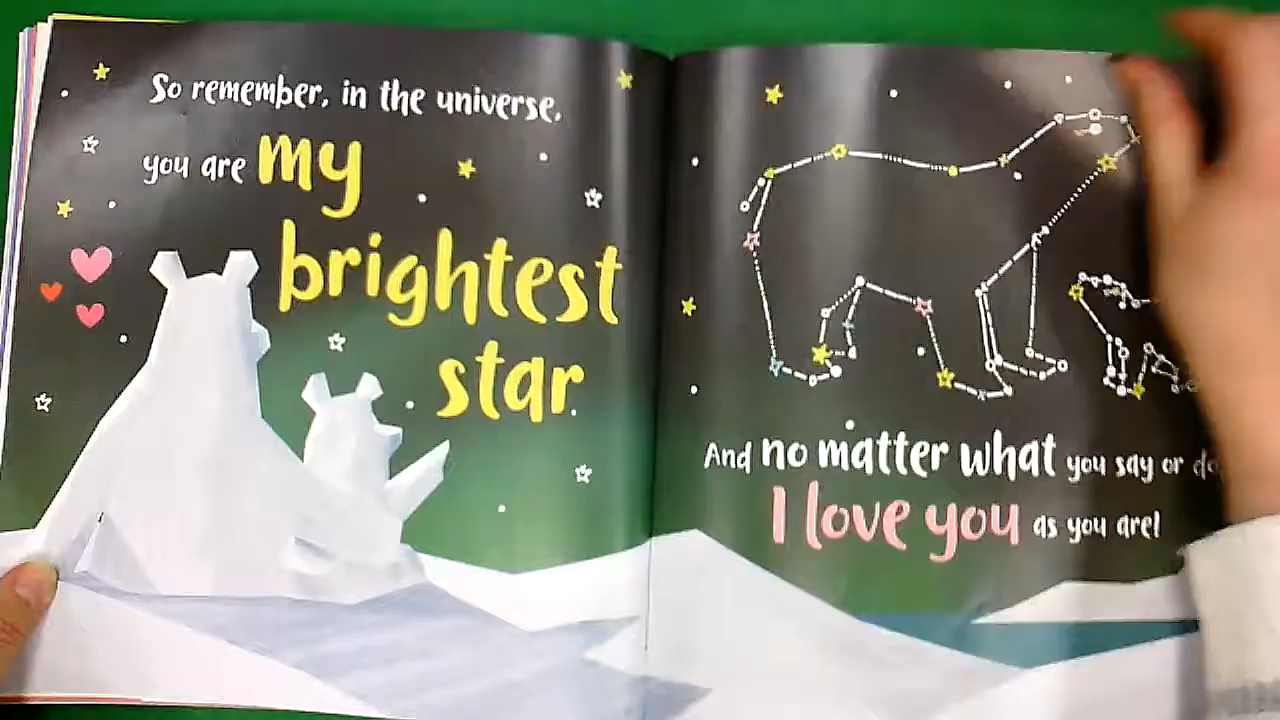 So remember, in the universe,
you are my
brightest
star.
And no matter what you say or do
I love you as you are!